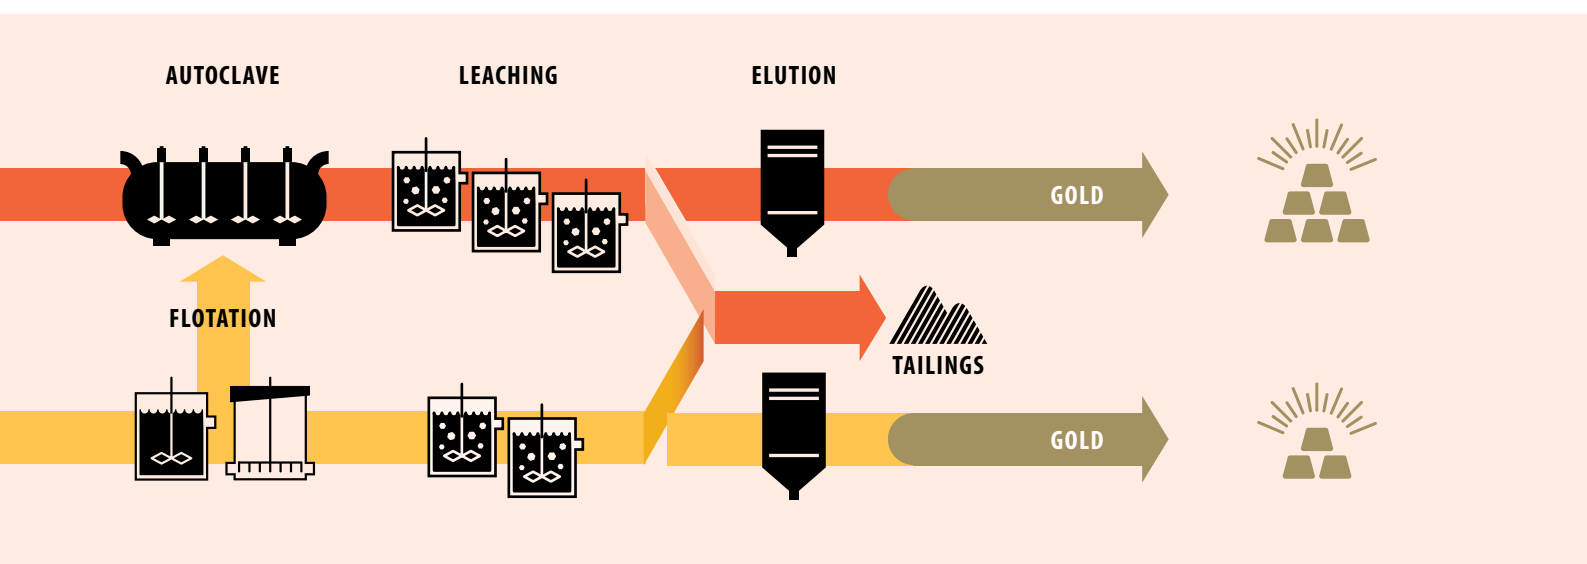 AUTOCLAVE
LEACHING
ELUTION
GOLD
FLOTATION
TAILINGS
GOLD